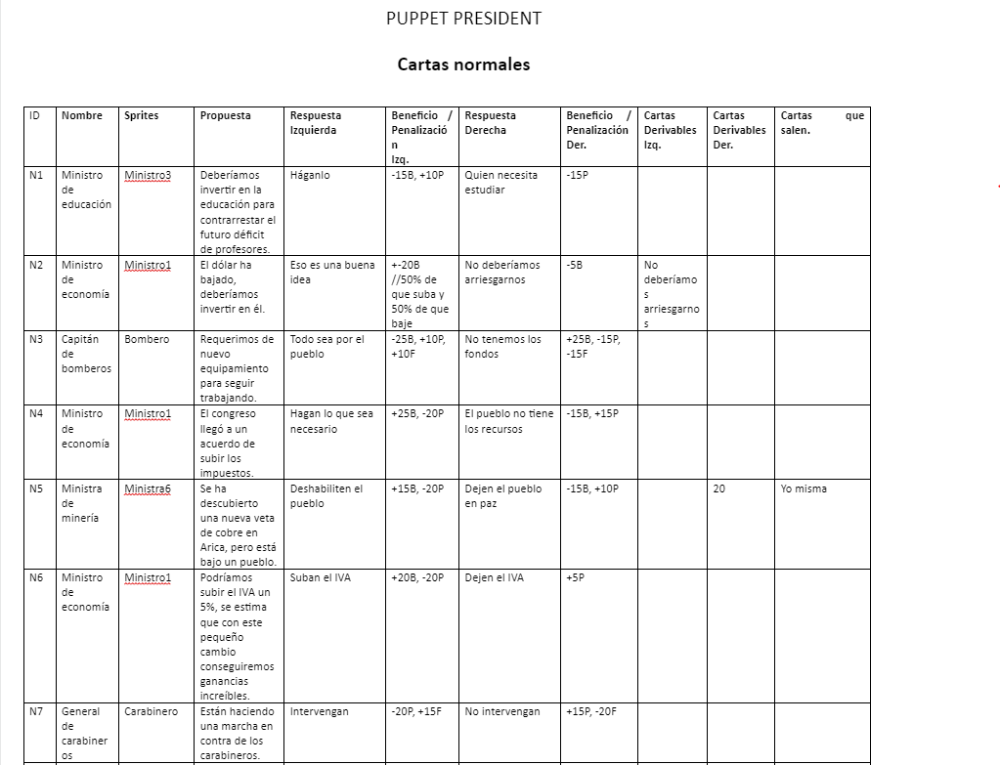 PUPPET PRESIDENT
Cartas normales
ID Nombre Sprites Propuesta Respuesta Izquierda Beneficio / Penalización Izq. Respuesta Derecha Beneficio / Penalización Der. Cartas Derivables Izq. Cartas Derivables Der. Cartas que salen.
N1 Ministro de educación Ministro3 Deberíamos invertir en la educación para contrarrestar el futuro déficit de profesores. Háganlo -15B, +10P Quien necesita estudiar -15P
N2 Ministro de economía Ministro1 El dólar ha bajado, deberíamos invertir en él. Eso es una buena idea +-20B //50% de que suba y 50% de que baje No deberíamos arriesgarnos -5B No deberíamos arriesgarnos
N3 Capitán de bomberos Bombero Requerimos de nuevo equipamiento para seguir trabajando. Todo sea por el pueblo -25B, +10P, +10F No tenemos los fondos +25B, -15P, -15F
N4 Ministro de economía Ministro1 El congreso llegó a un acuerdo de subir los impuestos. Hagan lo que sea necesario +25B, -20P El pueblo no tiene los recursos -15B, +15P
N5 Ministra de minería Ministra6 Se ha descubierto una nueva veta de cobre en Arica, pero está bajo un pueblo. Deshabiliten el pueblo +15B, -20P Dejen el pueblo en paz -15B, +10P 20 Yo misma
N6 Ministro de economía Ministro1 Podríamos subir el IVA un 5%, se estima que con este pequeño cambio conseguiremos ganancias increíbles. Suban el IVA +20B, -20P Dejen el IVA +5P
N7 General de carabineros Carabinero Están haciendo una marcha en contra de los carabineros. Intervengan -20P, +15F No intervengan +15P, -20F